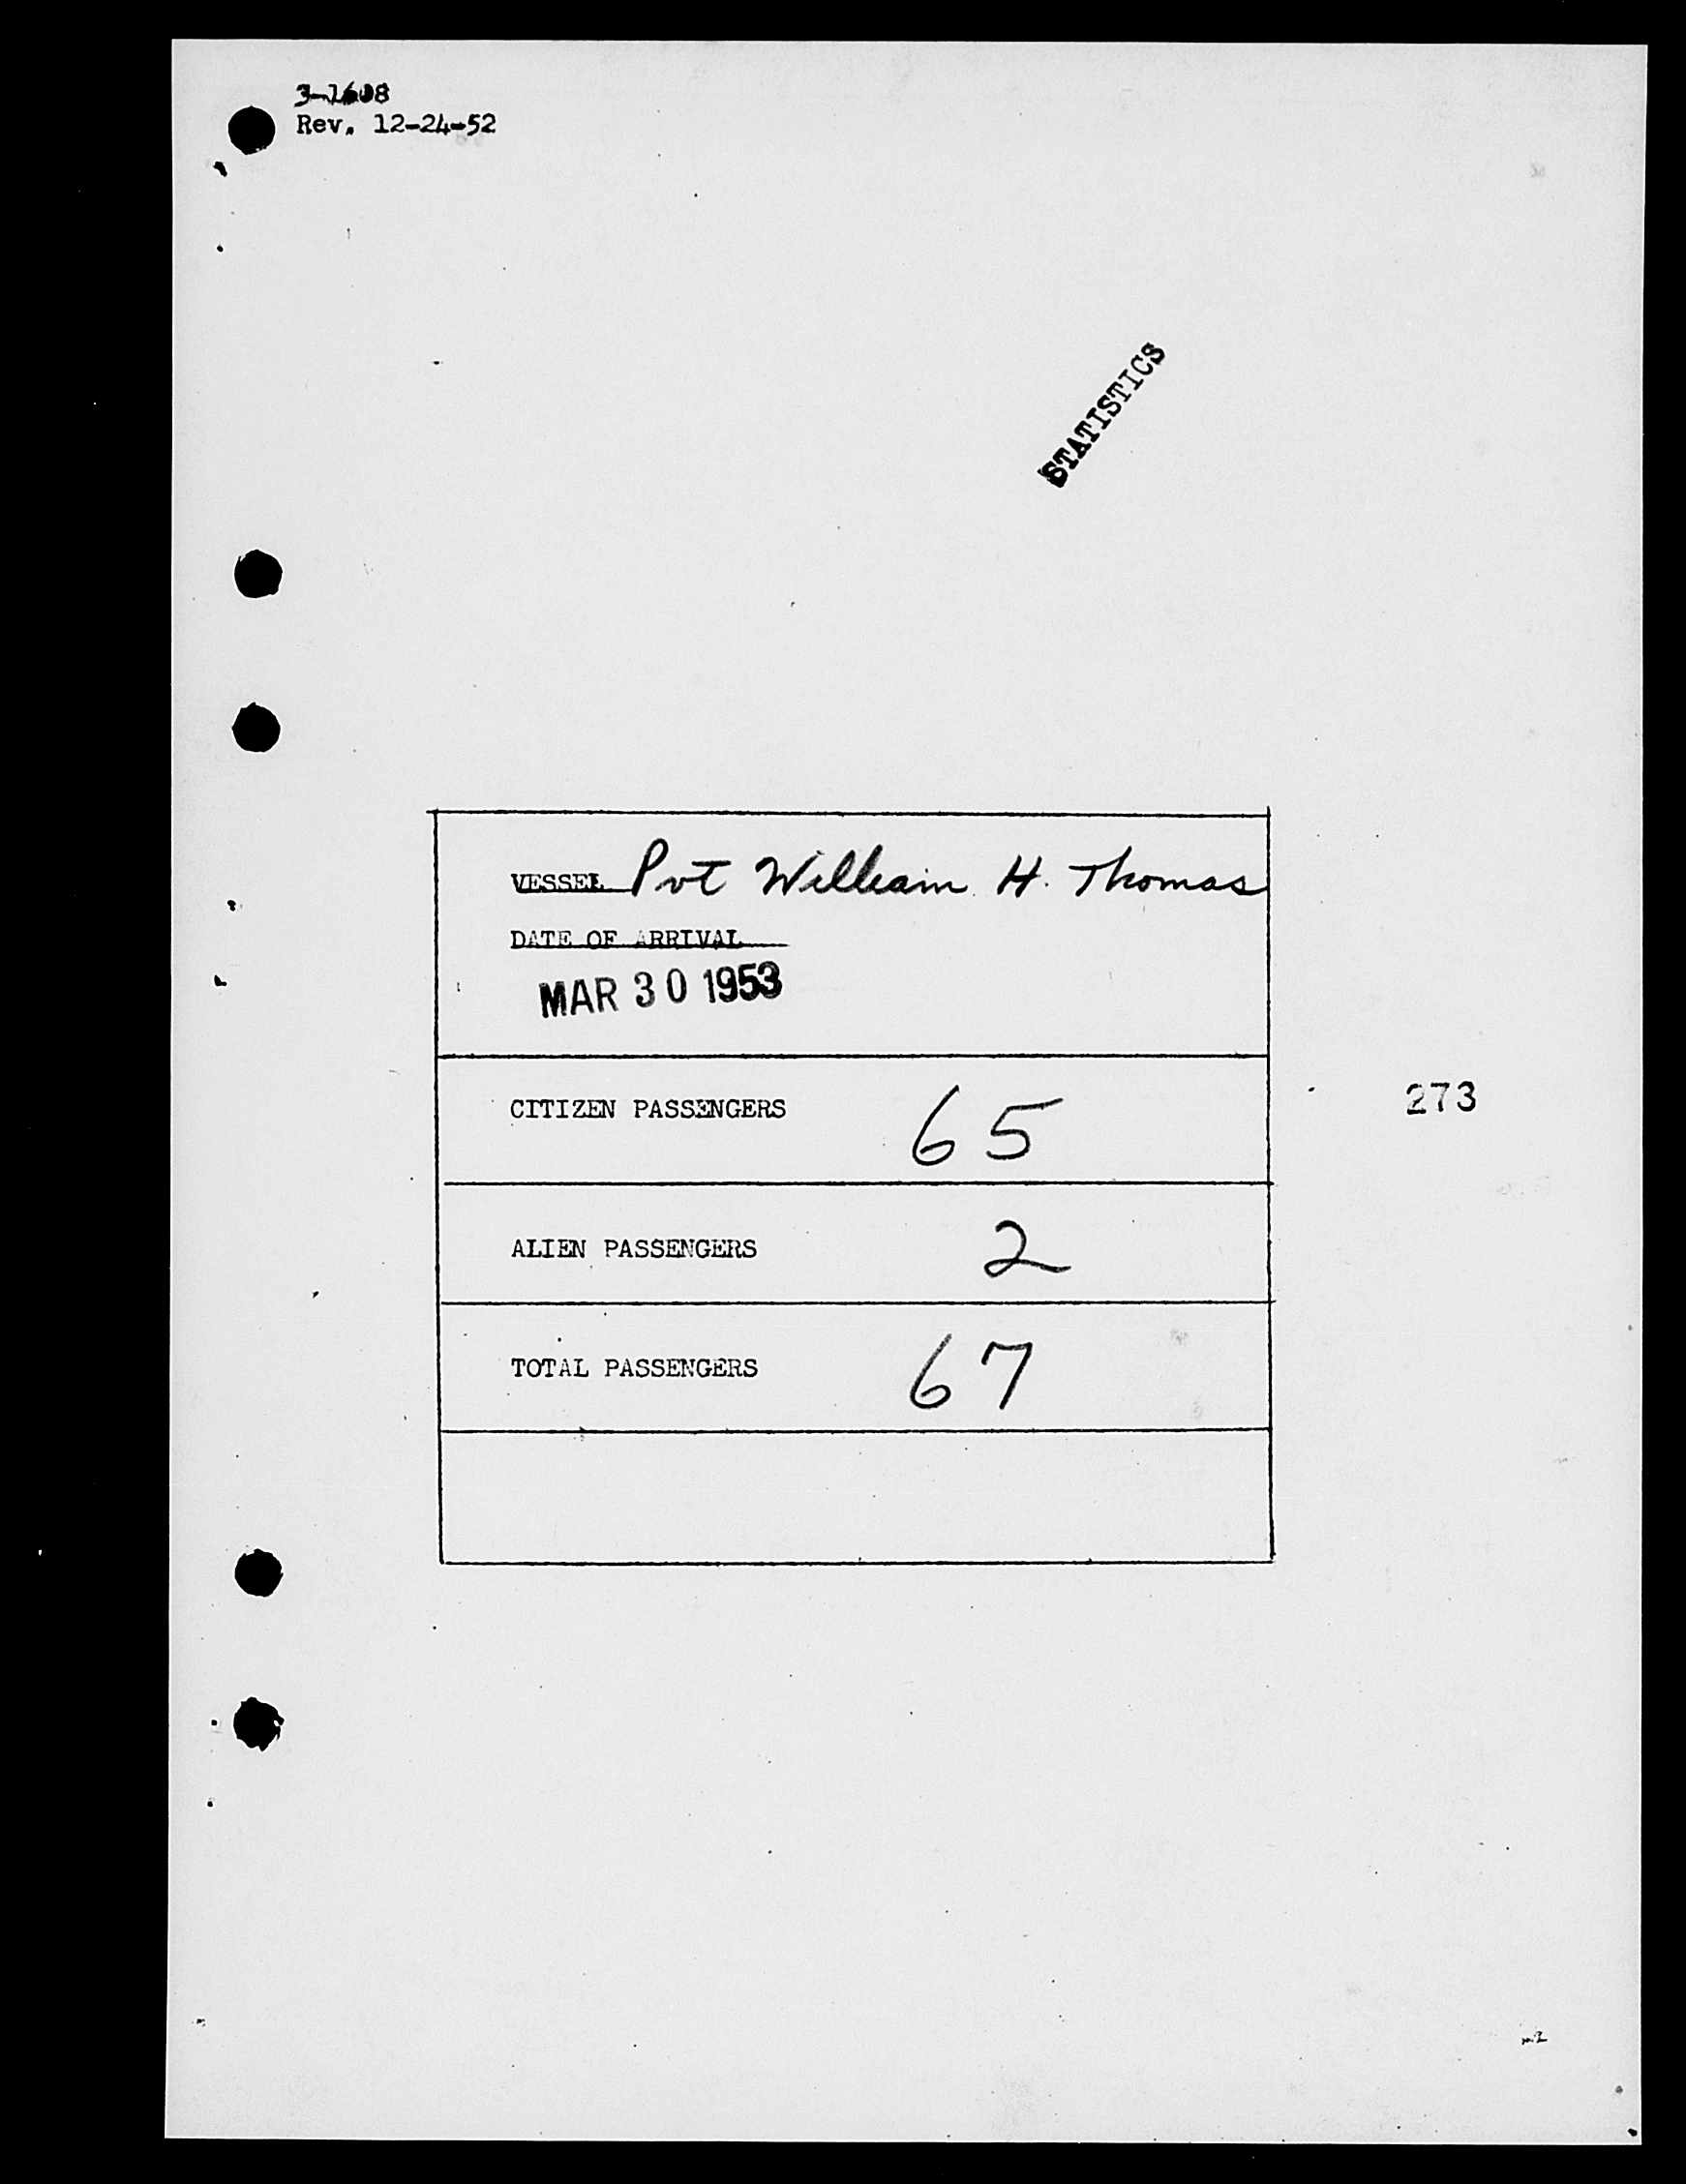 3-1608
Rev. 12-24-52
STATISTICS
VESSEL Pvt William H. Thomas
DATE OF ARRIVAL
MAR 30 1953
CITIZEN PASSENGERS 65
273
ALIEN PASSENGERS 2
TOTAL PASSENGERS 67